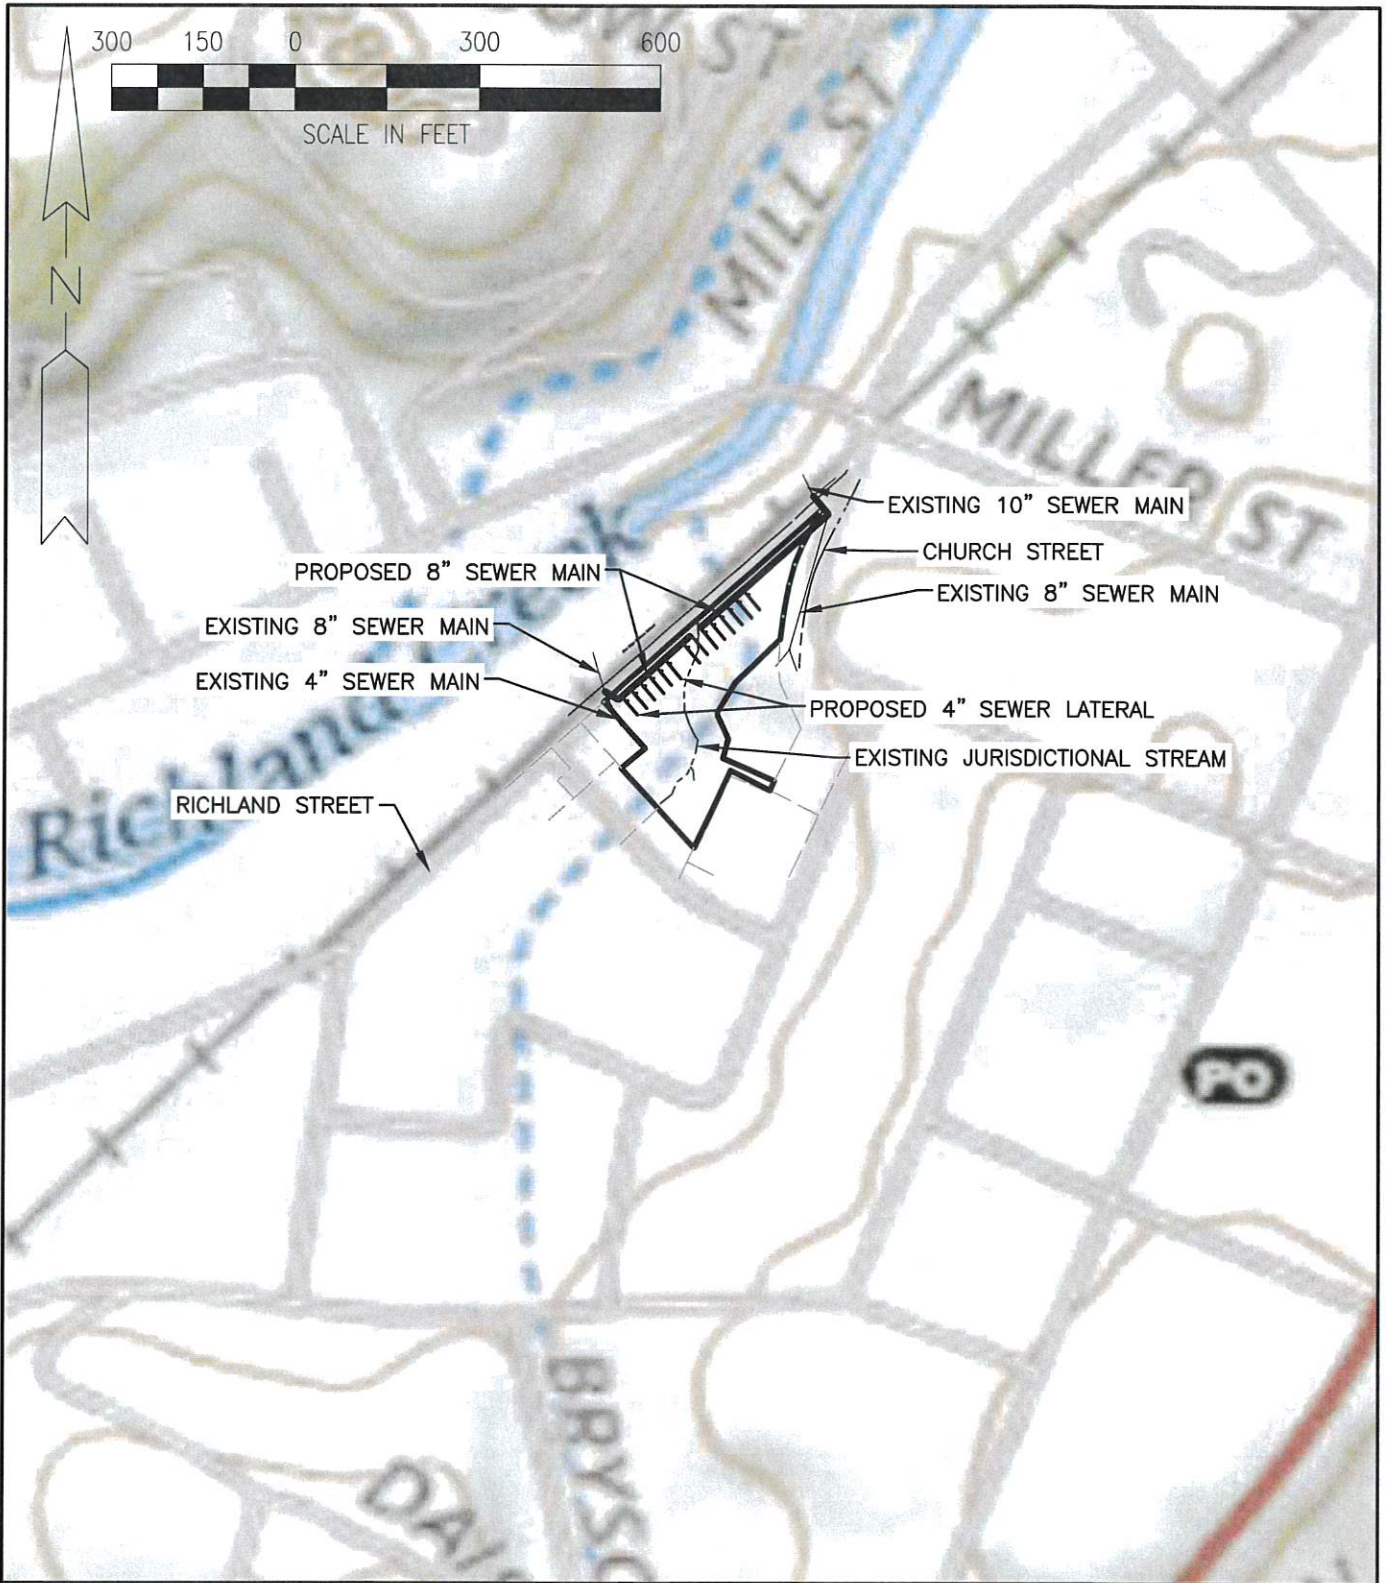 300 150 0 300 600
SCALE IN FEET
N
MILL ST
MILLER ST
EXISTING 10" SEWER MAIN
CHURCH STREET
PROPOSED 8" SEWER MAIN
EXISTING 8" SEWER MAIN
EXISTING 8" SEWER MAIN
EXISTING 4" SEWER MAIN
PROPOSED 4" SEWER LATERAL
EXISTING JURISDICTIONAL STREAM
RICHLAND STREET
Richland Creek
PO